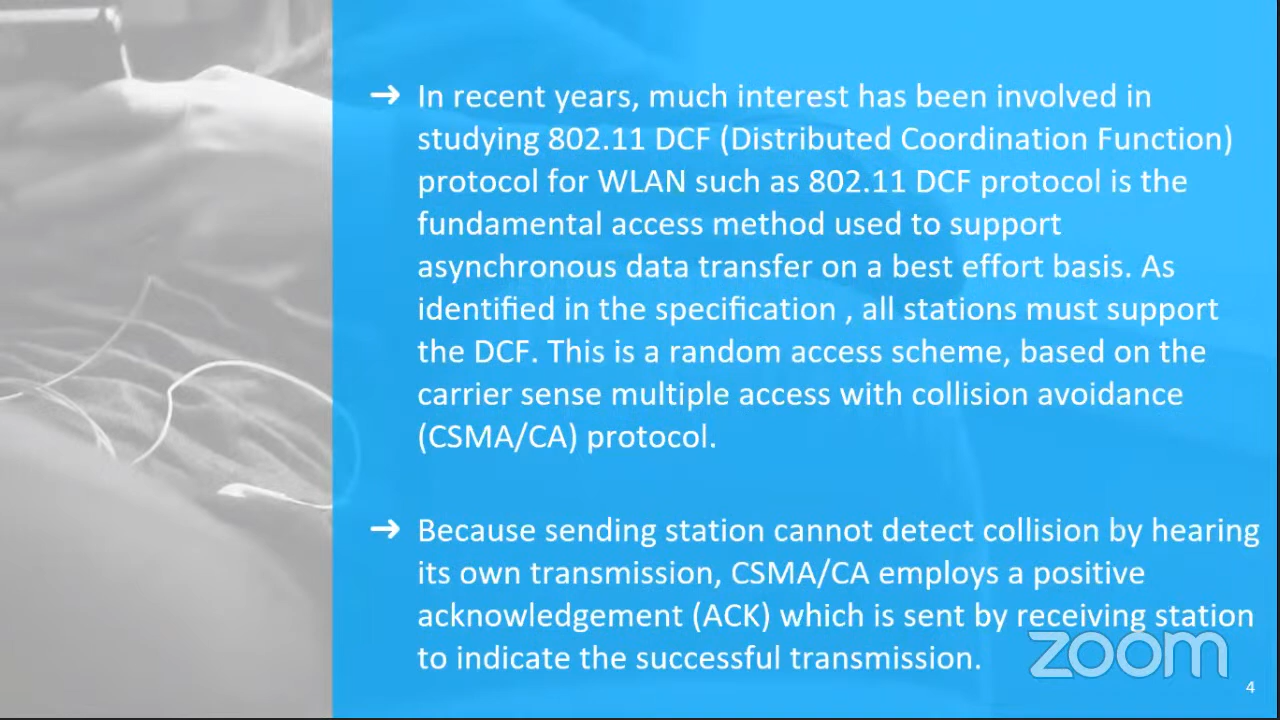 ➔ In recent years, much interest has been involved in
studying 802.11 DCF (Distributed Coordination Function)
protocol for WLAN such as 802.11 DCF protocol is the
fundamental access method used to support
asynchronous data transfer on a best effort basis. As
identified in the specification , all stations must support
the DCF. This is a random access scheme, based on the
carrier sense multiple access with collision avoidance
(CSMA/CA) protocol.
➔ Because sending station cannot detect collision by hearing
its own transmission, CSMA/CA employs a positive
acknowledgement (ACK) which is sent by receiving station
to indicate the successful transmission.
zoom
4